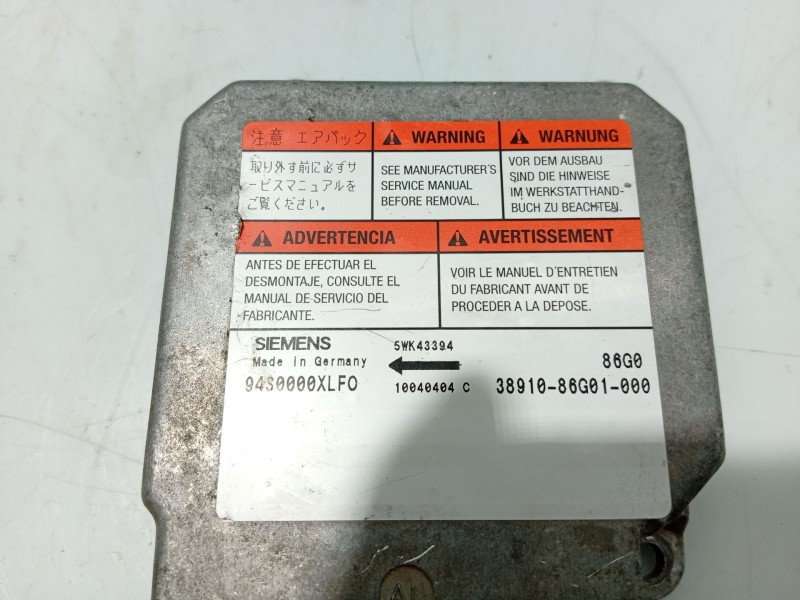 注意 エアバック
取り外す前に必ずサ
ービスマニュアルを
ご覧ください。
WARNING
SEE MANUFACTURER'S
SERVICE MANUAL
BEFORE REMOVAL.
WARNUNG
VOR DEM AUSBAU
SIND DIE HINWEISE
IM WERKSTATTHAND-
BUCH ZU BEACHTEN.
ADVERTENCIA
ANTES DE EFECTUAR EL
DESMONTAJE, CONSULTE EL
MANUAL DE SERVICIO DEL
FABRICANTE.
AVERTISSEMENT
VOIR LE MANUEL D'ENTRETIEN
DU FABRICANT AVANT DE
PROCEDER A LA DEPOSE.
SIEMENS
Made in Germany
94S0000XLFO
5WK43394
10040404 C
86G0
38910-86G01-000